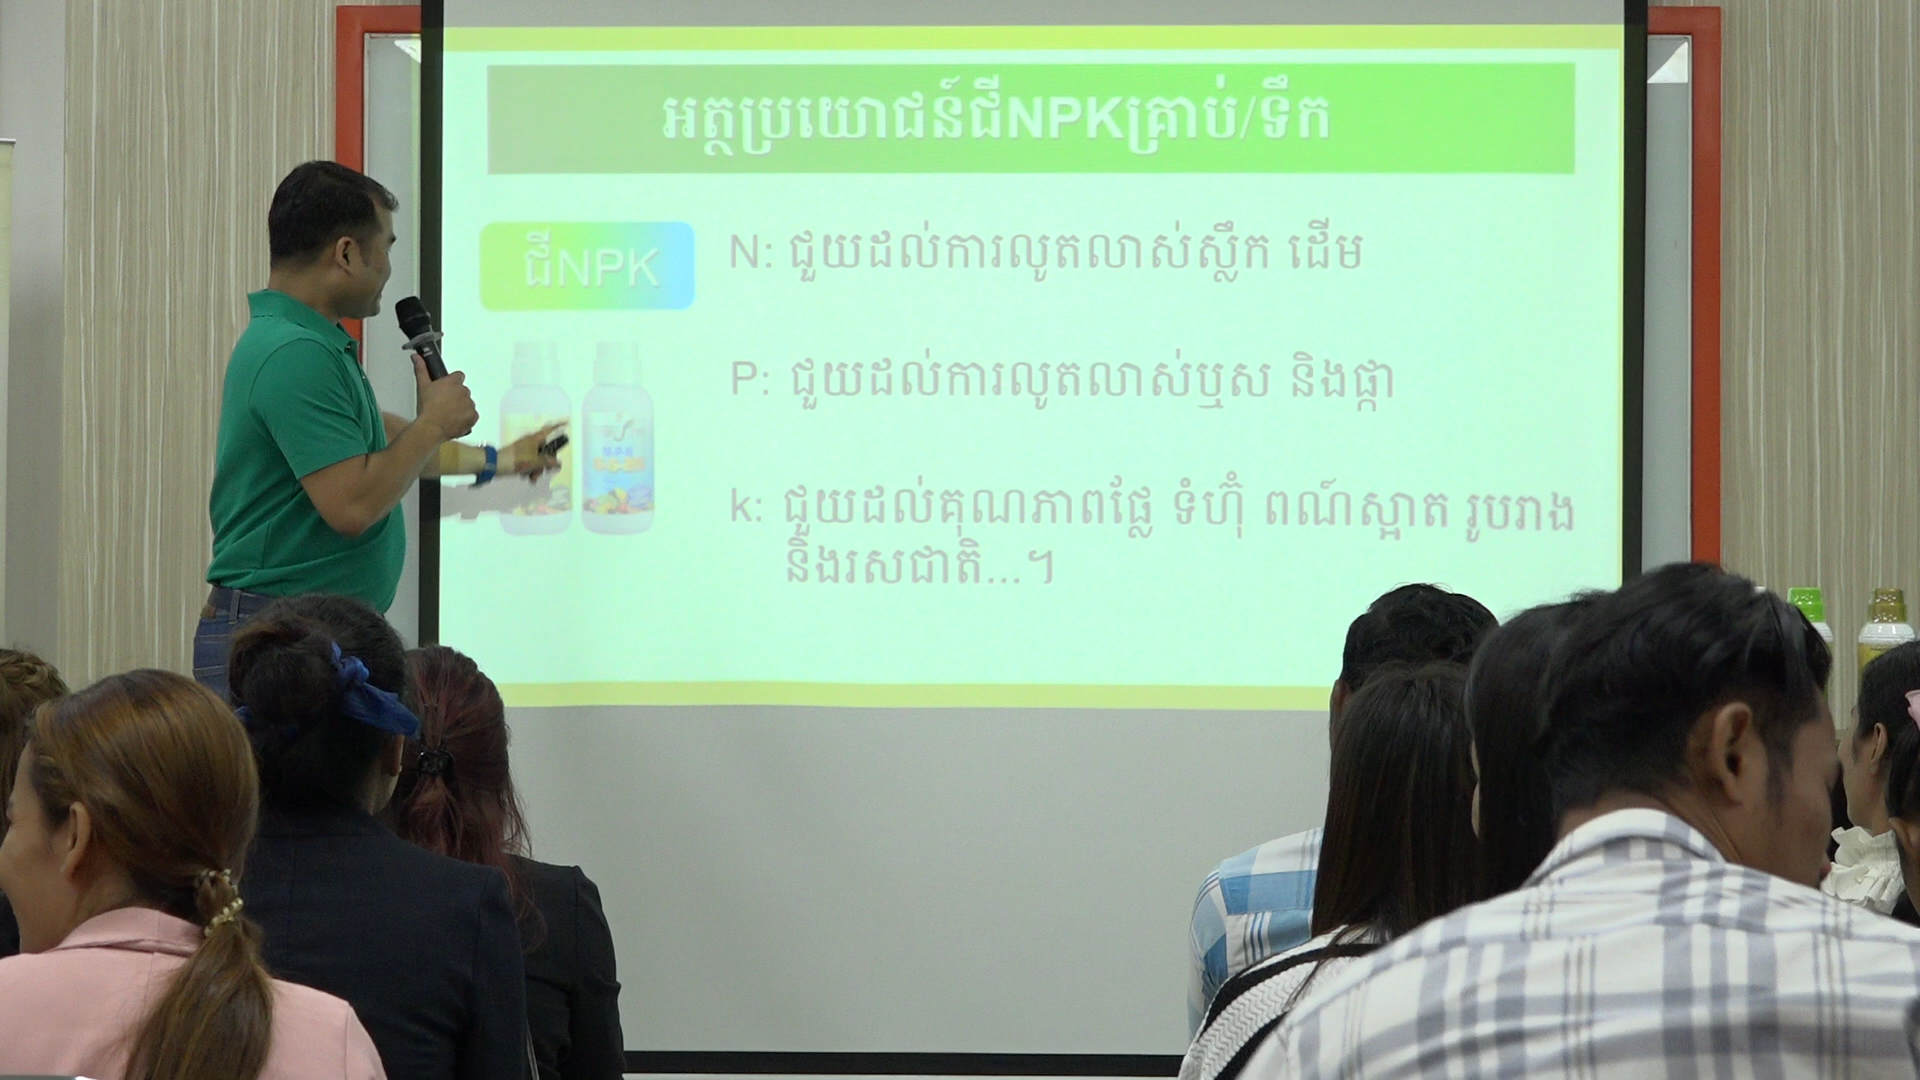 អត្ថប្រយោជន៍ជីNPKគ្រាប់/ទឹក
ជីNPK
N: ជួយដល់ការលូតលាស់ស្លឹក ដើម
P: ជួយដល់ការលូតលាស់ឬស និងផ្កា
k: ជួយដល់គុណភាពផ្លែ ទំហ៊ុំ ពណ៍ស្អាត រូបរាង
និងរសជាតិ...។
N-P-K